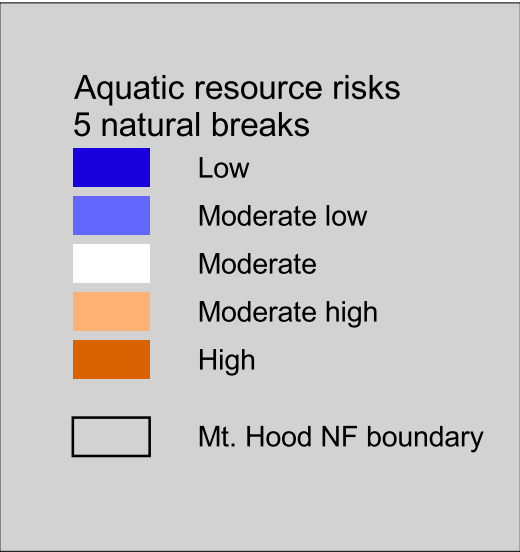 Aquatic resource risks
5 natural breaks
Low
Moderate low
Moderate
Moderate high
High
Mt. Hood NF boundary